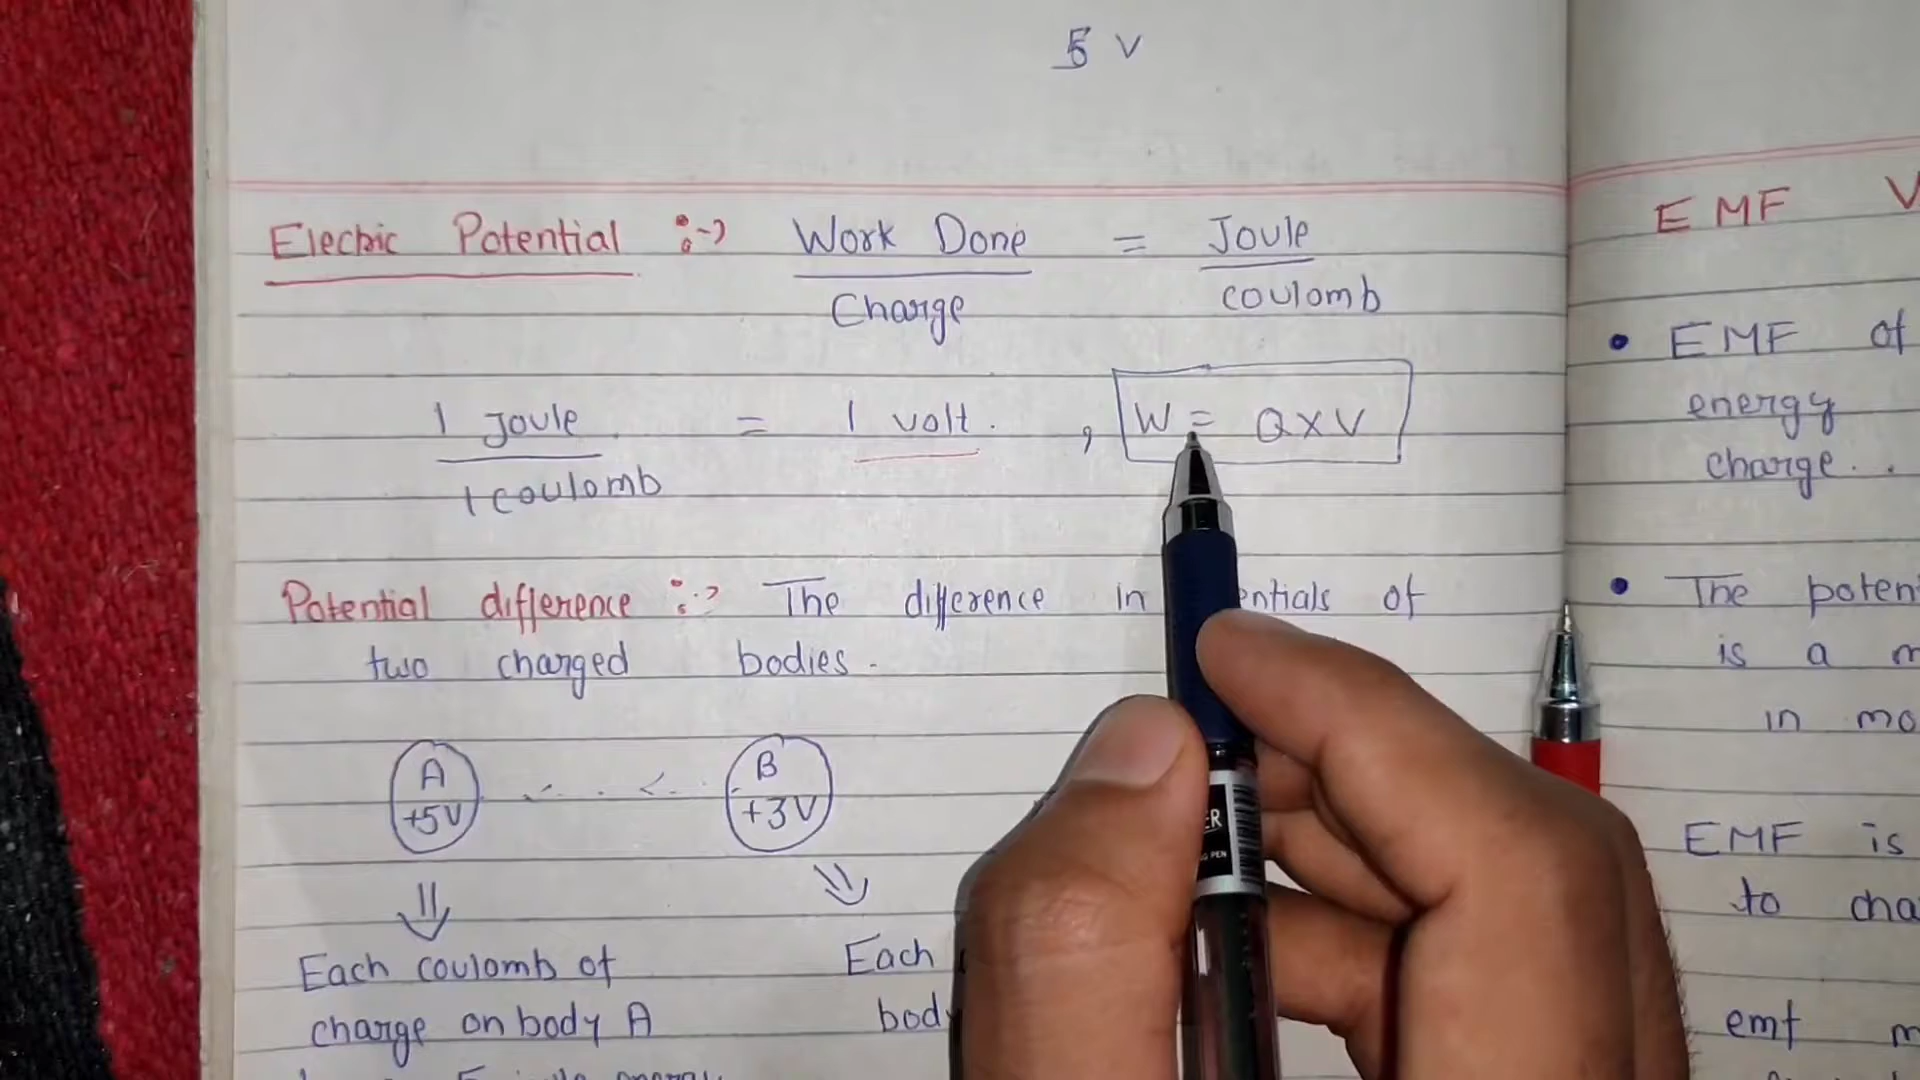 5 V
Electric Potential :-) Work Done = Joule
Charge coulomb
1 Joule = 1 volt. , W = Q x V
1 coulomb
Potential difference :-> The difference in entials of
two charged bodies.
A B
+5V +3V
Each coulomb of Each
charge on body A bod
EMF V
• EMF of
energy
charge..
• The poten
is a m
in mo
EMF is
to cha
emf m
ER
G PEN